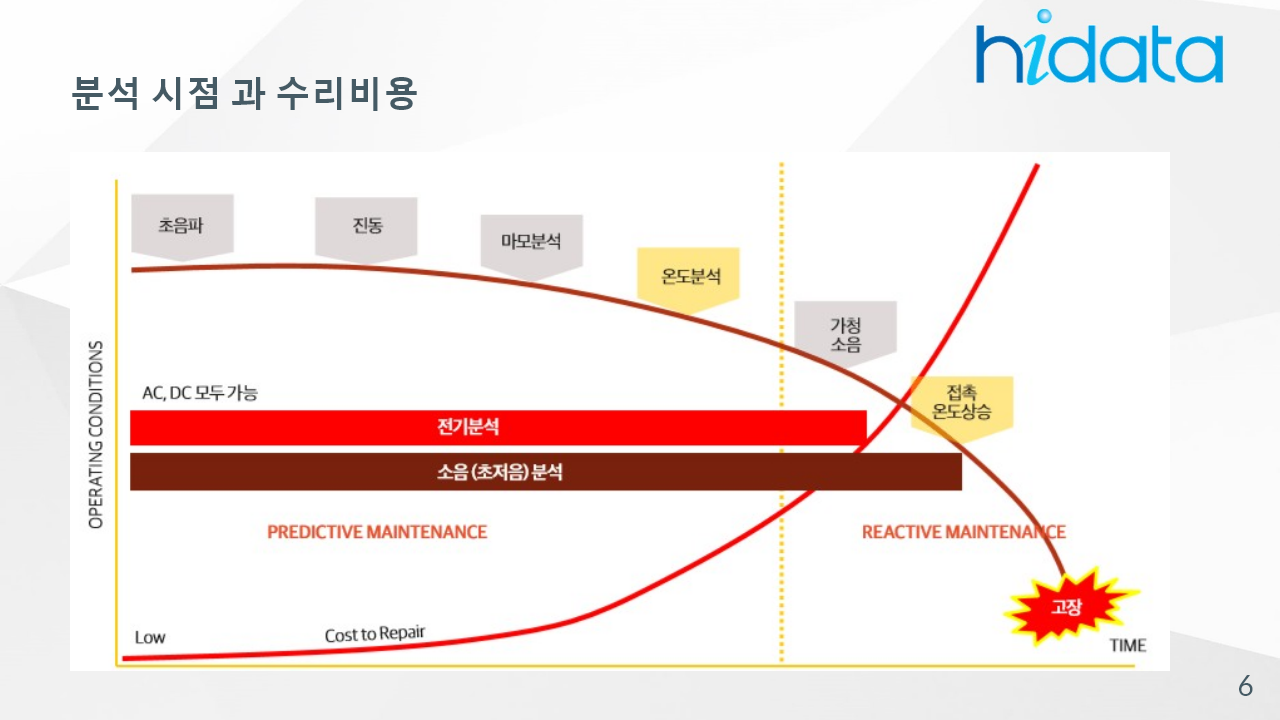 hidata
분석 시점 과 수리비용
초음파
진동
마모분석
온도분석
가청
소음
접촉
온도상승
OPERATING CONDITIONS
AC, DC 모두 가능
전기분석
소음 (초저음) 분석
PREDICTIVE MAINTENANCE
REACTIVE MAINTENANCE
고장
Low
Cost to Repair
TIME
6